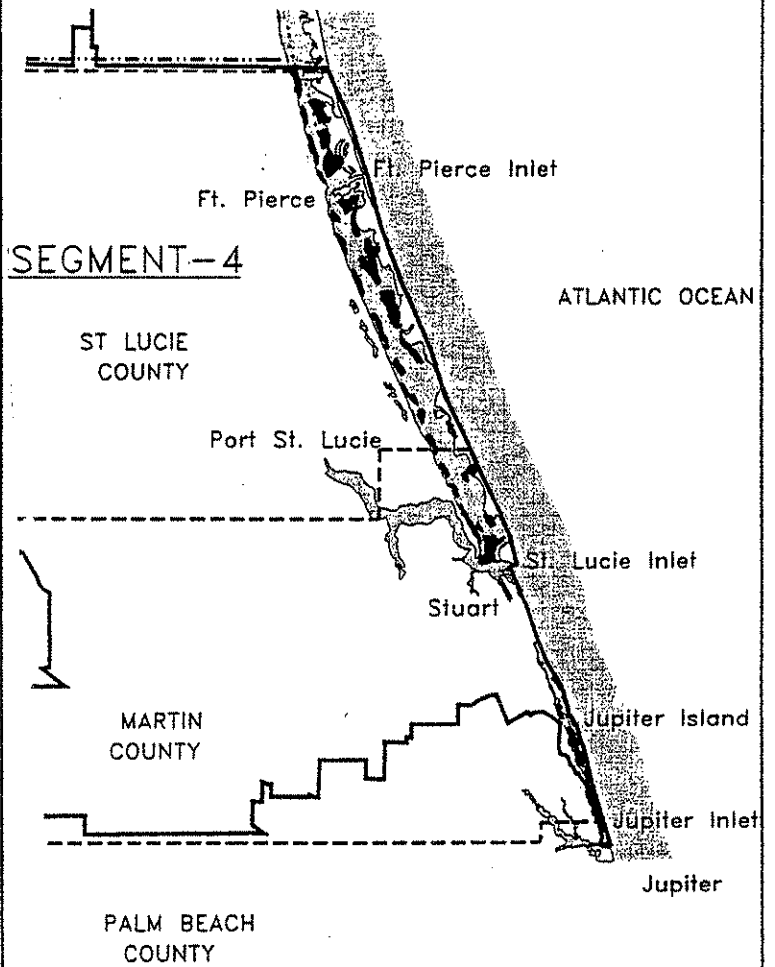 Ft. Pierce Inlet
Ft. Pierce
SEGMENT-4
ATLANTIC OCEAN
ST LUCIE
COUNTY
Port St. Lucie
St. Lucie Inlet
Stuart
Jupiter Island
MARTIN
COUNTY
Jupiter Inlet
Jupiter
PALM BEACH
COUNTY